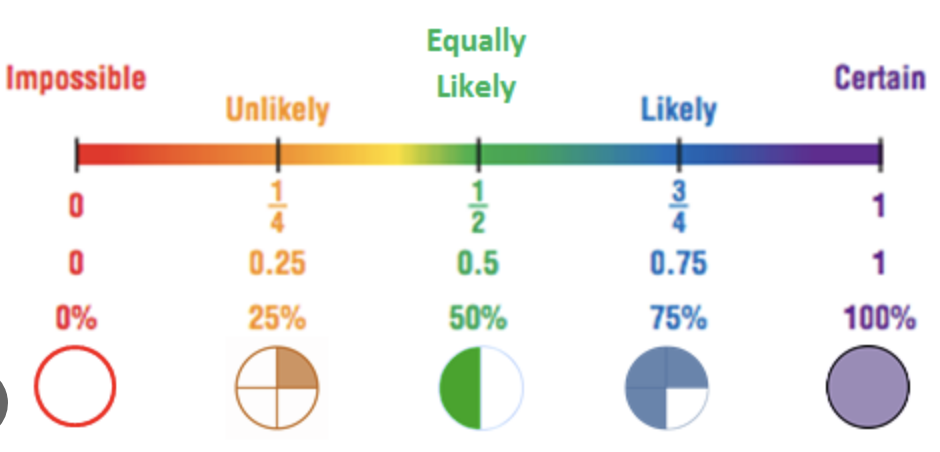 Equally
Likely
Impossible
Certain
Unlikely
Likely
0 1/4 1/2 3/4 1
0 0.25 0.5 0.75 1
0% 25% 50% 75% 100%